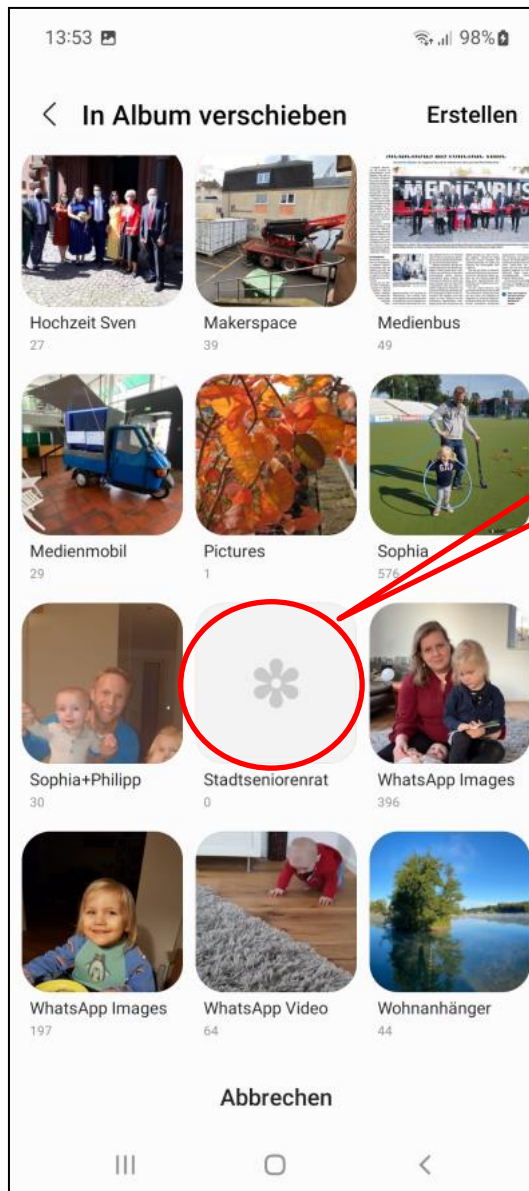 13:53 98%
In Album verschieben Erstellen
MEDIENBUS
Hochzeit Sven Makerspace Medienbus
27 39 49
Medienmobil Pictures Sophia
29 1 576
Sophia+Philipp Stadtseniorenrat WhatsApp Images
30 0 396
WhatsApp Images WhatsApp Video Wohnanhänger
197 64 44
Abbrechen